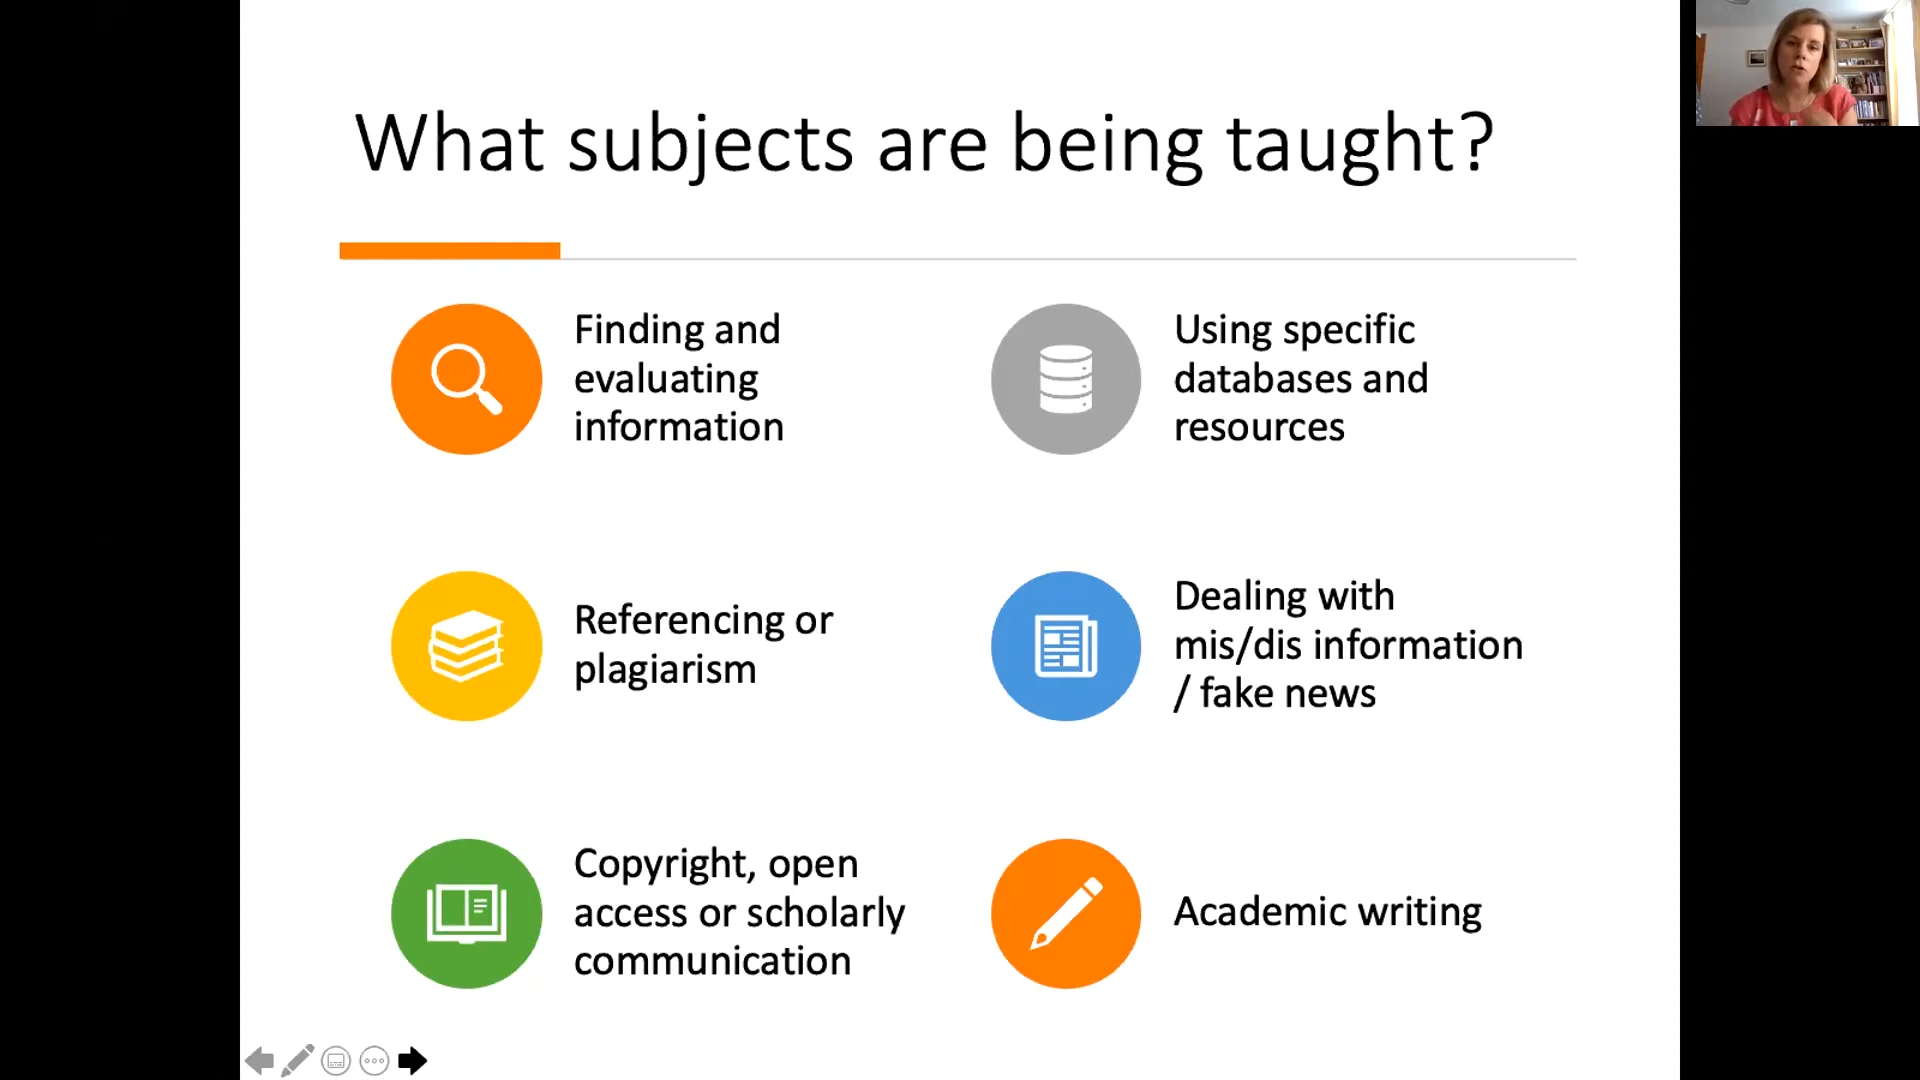 What subjects are being taught?
Finding and
evaluating
information
Using specific
databases and
resources
Referencing or
plagiarism
Dealing with
mis/dis information
/ fake news
Copyright, open
access or scholarly
communication
Academic writing